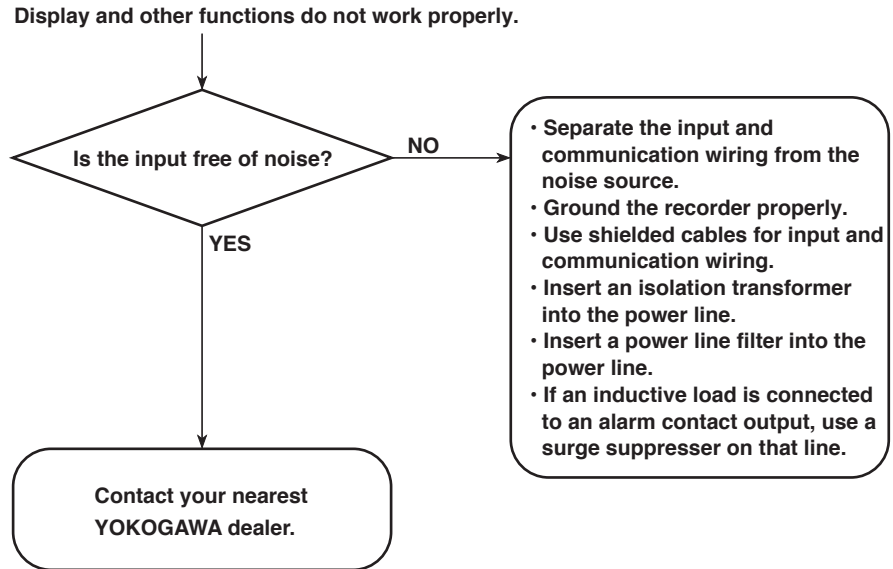 Display and other functions do not work properly.
Is the input free of noise?
NO
YES
• Separate the input and
communication wiring from the
noise source.
• Ground the recorder properly.
• Use shielded cables for input and
communication wiring.
• Insert an isolation transformer
into the power line.
• Insert a power line filter into the
power line.
• If an inductive load is connected
to an alarm contact output, use a
surge suppresser on that line.
Contact your nearest
YOKOGAWA dealer.